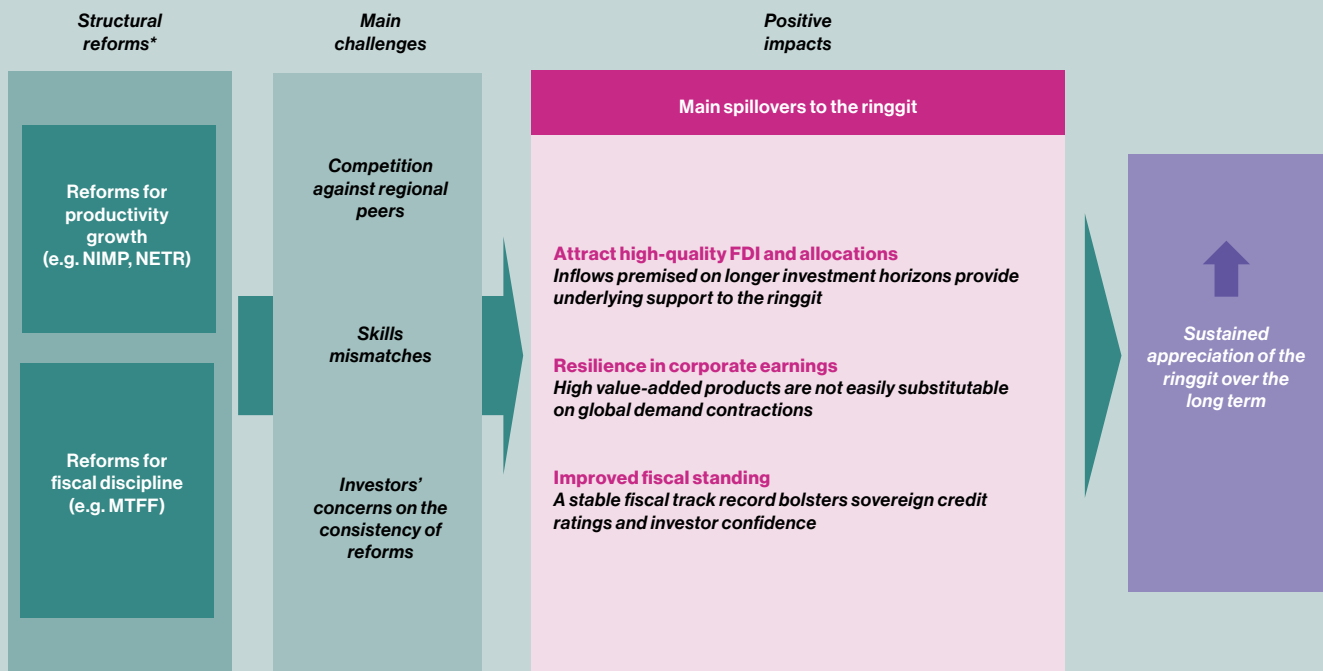 Structural
reforms*
Main
challenges
Positive
impacts
Reforms for
productivity
growth
(e.g. NIMP, NETR)
Reforms for
fiscal discipline
(e.g. MTFF)
Competition
against regional
peers
Skills
mismatches
Investors’
concerns on the
consistency of
reforms
Main spillovers to the ringgit
Attract high-quality FDI and allocations
Inflows premised on longer investment horizons provide
underlying support to the ringgit
Resilience in corporate earnings
High value-added products are not easily substitutable
on global demand contractions
Improved fiscal standing
A stable fiscal track record bolsters sovereign credit
ratings and investor confidence
Sustained
appreciation of the
ringgit over the
long term